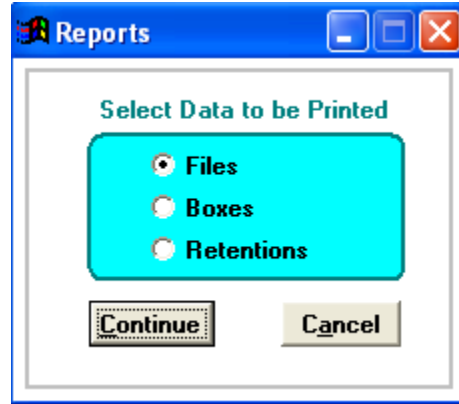 Reports
Select Data to be Printed
Files
Boxes
Retentions
Continue Cancel